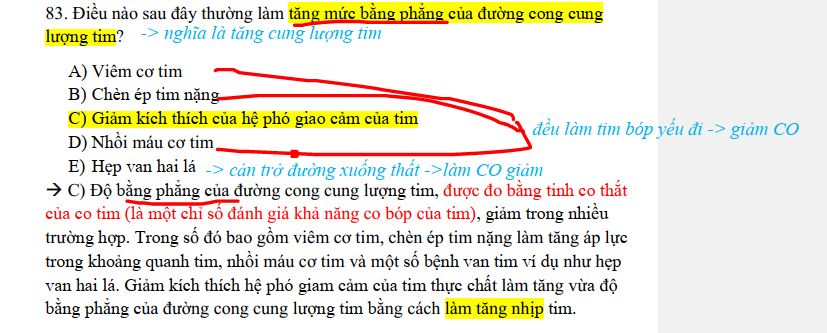 83. Điều nào sau đây thường làm tăng mức bằng phẳng của đường cong cung
lượng tim? -> nghĩa là tăng cung lượng tim
A) Viêm cơ tim
B) Chèn ép tim nặng
C) Giảm kích thích của hệ phó giao cảm của tim
đều làm tim bóp yếu đi -> giảm CO
D) Nhồi máu cơ tim
E) Hẹp van hai lá -> cản trở đường xuống thất ->làm CO giảm
→ C) Độ bằng phẳng của đường cong cung lượng tim, được đo bằng tinh co thắt
của co tim (là một chỉ số đánh giá khả năng co bóp của tim), giảm trong nhiều
trường hợp. Trong số đó bao gồm viêm cơ tim, chèn ép tim nặng làm tăng áp lực
trong khoảng quanh tim, nhồi máu cơ tim và một số bệnh van tim ví dụ như hẹp
van hai lá. Giảm kích thích hệ phó giam cảm của tim thực chất làm tăng vừa độ
bằng phẳng của đường cong cung lượng tim bằng cách làm tăng nhịp tim.